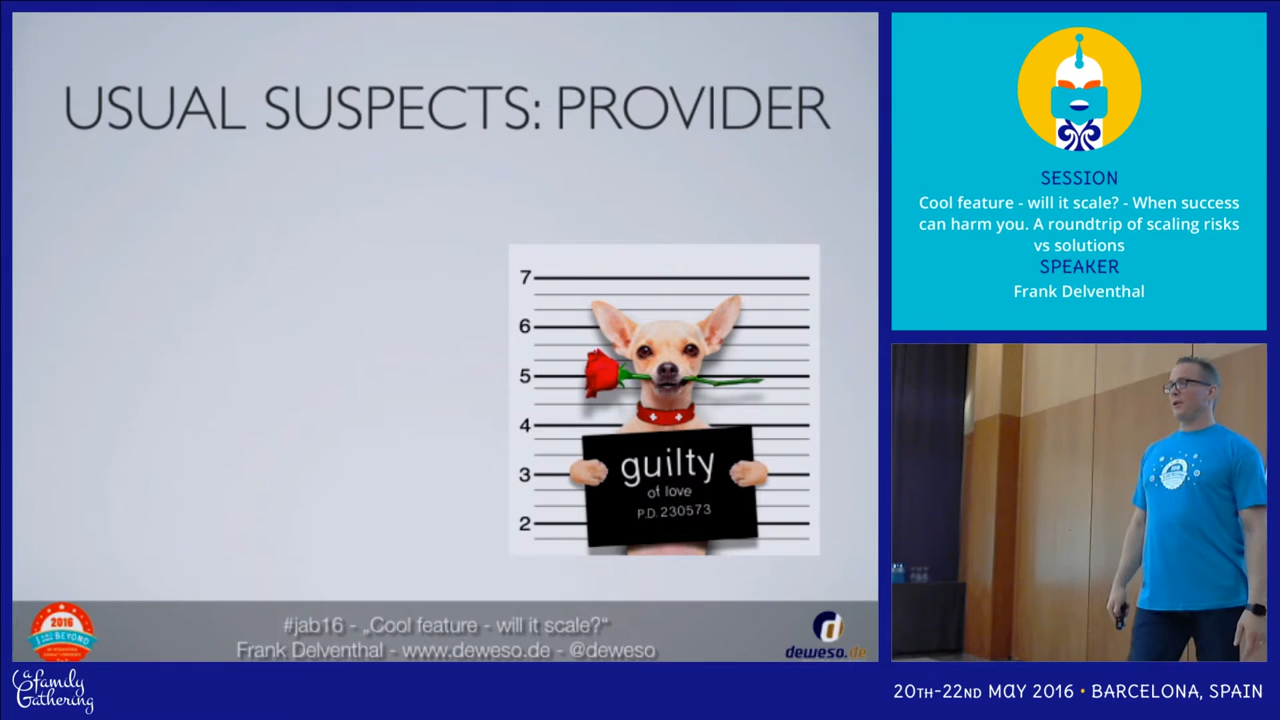 USUAL SUSPECTS: PROVIDER
7
6
5
4
3
2
guilty
of love
P.D. 230573
2016
#jab16 - „Cool feature - will it scale?“
Frank Delventhal - www.deweso.de - @deweso
deweso.de
SESSION
Cool feature - will it scale? - When success
can harm you. A roundtrip of scaling risks
vs solutions
SPEAKER
Frank Delventhal
a family
Gathering
20TH-22ND MAY 2016 • BARCELONA, SPAIN